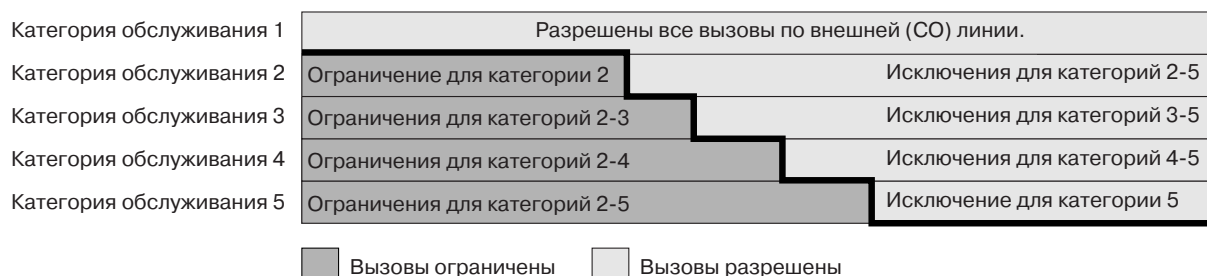 Категория обслуживания 1 Разрешены все вызовы по внешней (СО) линии.
Категория обслуживания 2 Ограничение для категории 2 Исключения для категорий 2-5
Категория обслуживания 3 Ограничения для категорий 2-3 Исключения для категорий 3-5
Категория обслуживания 4 Ограничения для категорий 2-4 Исключения для категорий 4-5
Категория обслуживания 5 Ограничения для категорий 2-5 Исключение для категории 5
Вызовы ограничены Вызовы разрешены